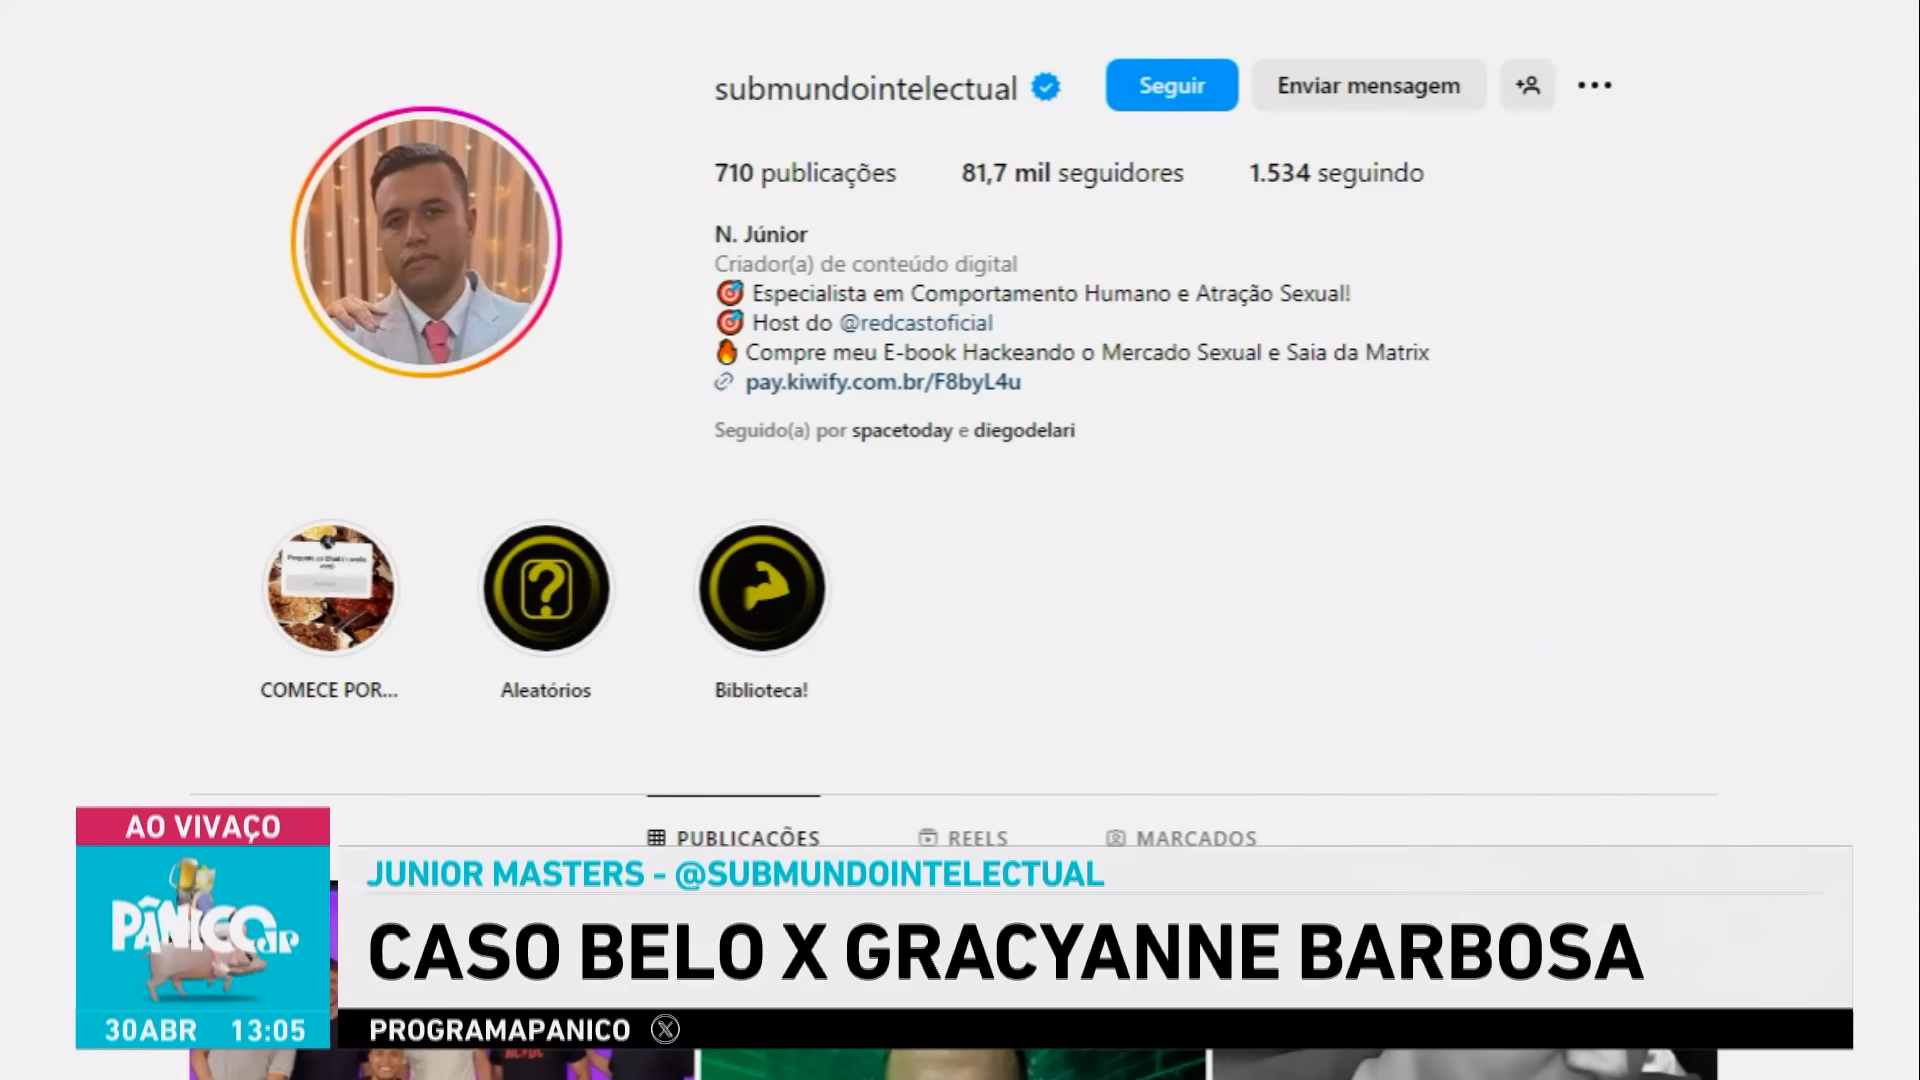 submundointelectual
Seguir
Enviar mensagem
710 publicações
81,7 mil seguidores
1.534 seguindo
N. Júnior
Criador(a) de conteúdo digital
🎯 Especialista em Comportamento Humano e Atração Sexual!
🎯 Host do @redcastoficial
🔥 Compre meu E-book Hackeando o Mercado Sexual e Saia da Matrix
pay.kiwify.com.br/F8byL4u
Seguido(a) por spacetoday e diegodelari
COMECE POR...
Aleatórios
Biblioteca!
PUBLICAÇÕES
REELS
MARCADOS
AO VIVAÇO
PÂNICO JP
30ABR 13:05
JUNIOR MASTERS - @SUBMUNDOINTELECTUAL
CASO BELO X GRACYANNE BARBOSA
PROGRAMAPANICO